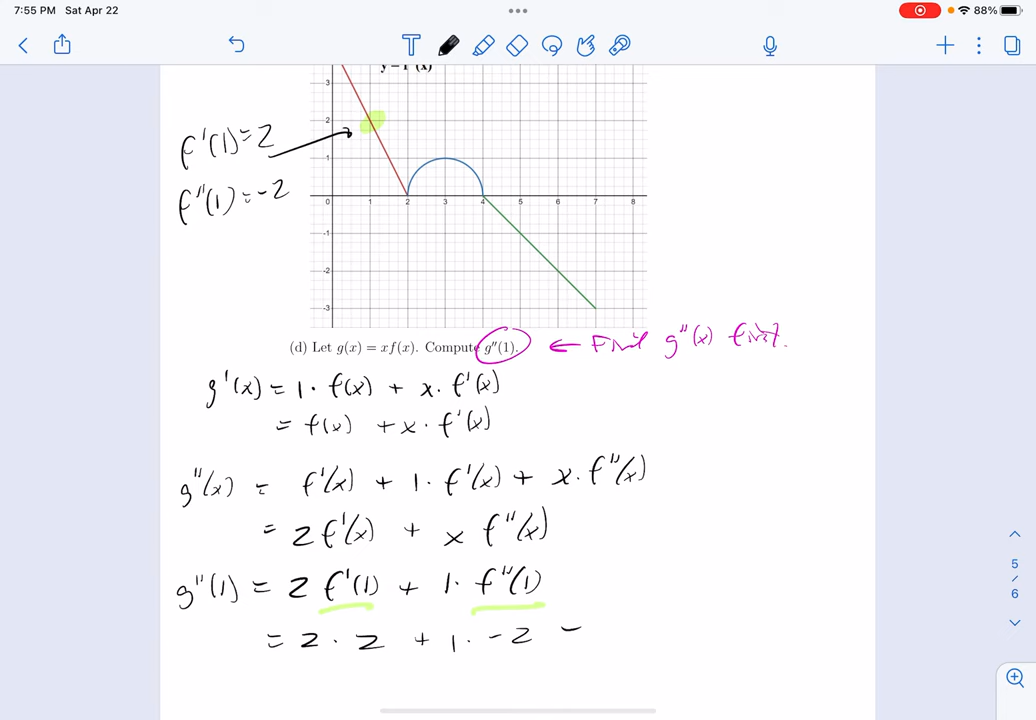 7:55 PM Sat Apr 22
88%
T
3
2
1
0 1 2 3 4 5 6 7 8
-1
-2
-3
f'(1)=2
f''(1)=-2
(d) Let g(x) = xf(x). Compute g''(1). ← Find g''(x) first.
g'(x) = 1· f(x) + x· f'(x)
= f(x) + x· f'(x)
g''(x) = f'(x) + 1· f'(x) + x· f''(x)
= 2 f'(x) + x f''(x)
g''(1) = 2 f'(1) + 1· f''(1)
= 2 · 2 + 1· -2 -
5
/
6